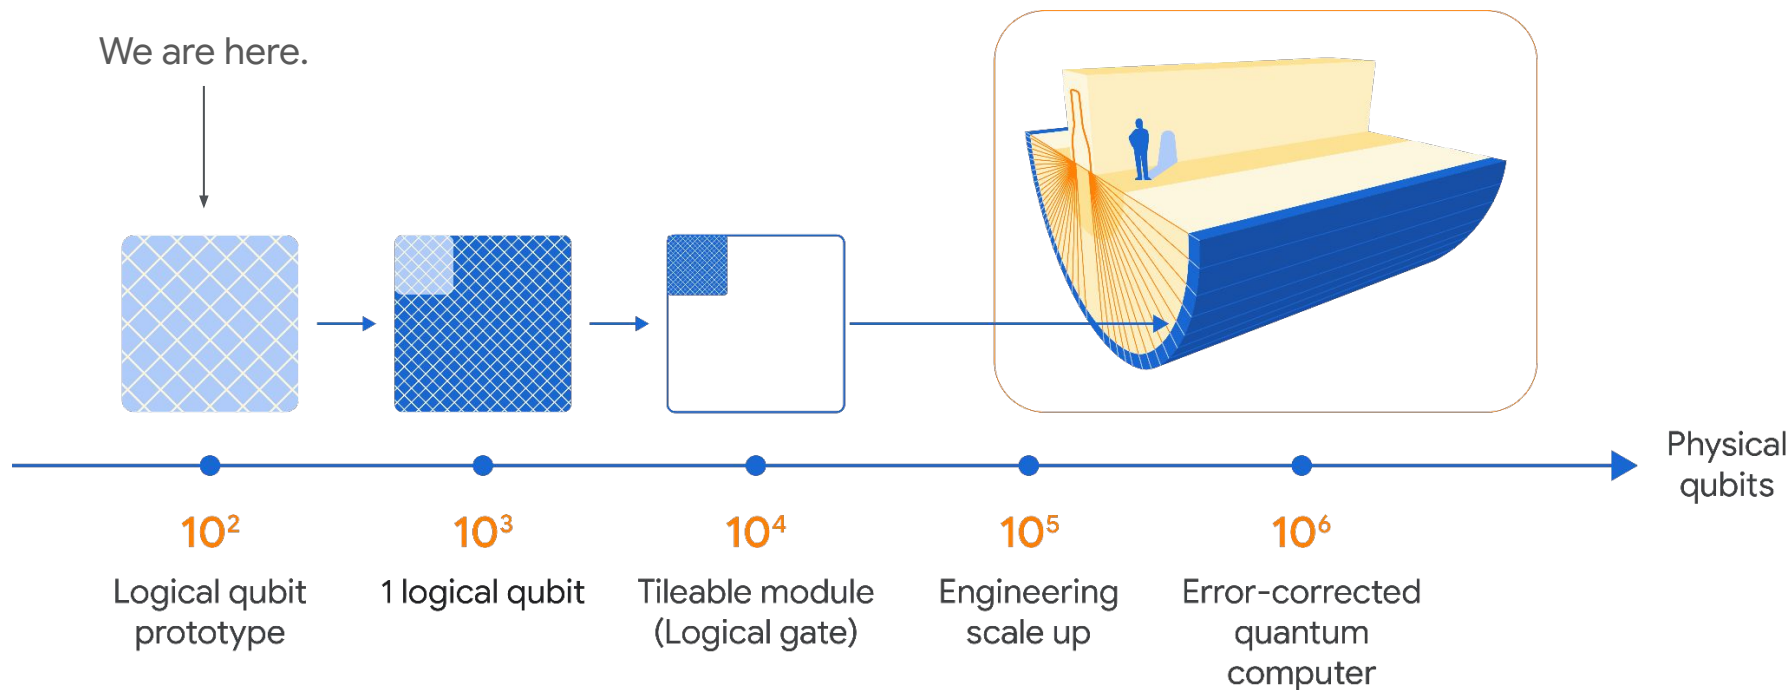 We are here.
Physical
qubits
10²
10³
10⁴
10⁵
10⁶
Logical qubit
prototype
1 logical qubit
Tileable module
(Logical gate)
Engineering
scale up
Error-corrected
quantum
computer